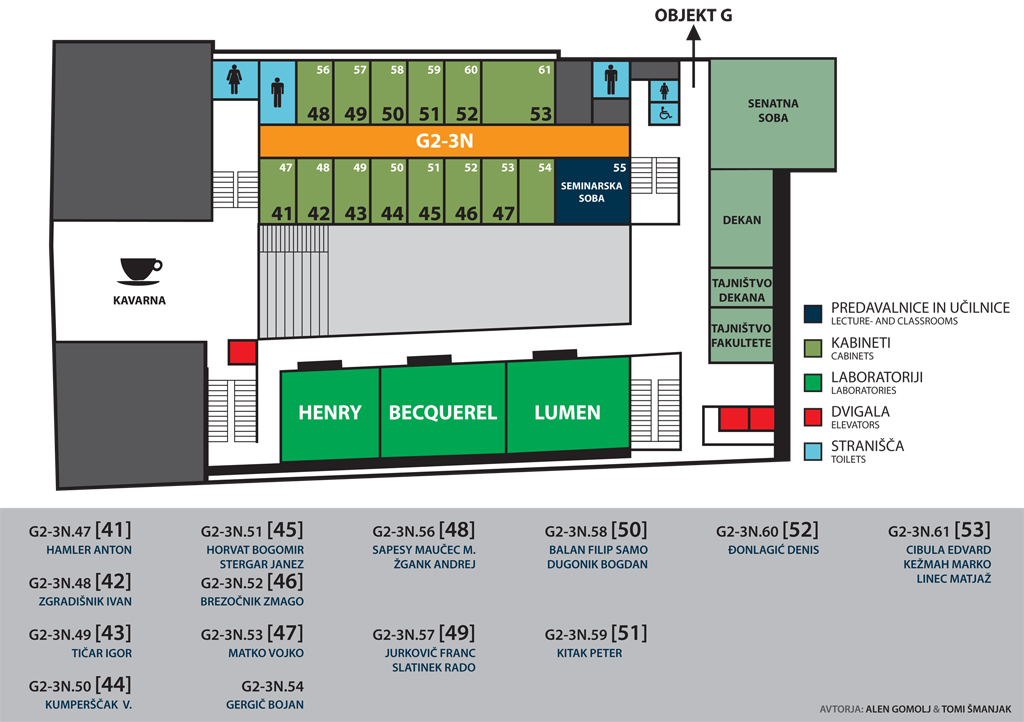 OBJEKT G
56 57 58 59 60 61
48 49 50 51 52 53
G2-3N
47 48 49 50 51 52 53 54 55
SEMINARSKA
SOBA
41 42 43 44 45 46 47
SENATNA
SOBA
DEKAN
TAJNIŠTVO
DEKANA
TAJNIŠTVO
FAKULTETE
KAVARNA
HENRY
BECQUEREL
LUMEN
PREDAVALNICE IN UČILNICE
LECTURE- AND CLASSROOMS
KABINETI
CABINETS
LABORATORIJI
LABORATORIES
DVIGALA
ELEVATORS
STRANIŠČA
TOILETS
G2-3N.47 [41]
HAMLER ANTON
G2-3N.48 [42]
ZGRADIŠNIK IVAN
G2-3N.49 [43]
TIČAR IGOR
G2-3N.50 [44]
KUMPERŠČAK V.
G2-3N.51 [45]
HORVAT BOGOMIR
STERGAR JANEZ
G2-3N.52 [46]
BREZOČNIK ZMAGO
G2-3N.53 [47]
MATKO VOJKO
G2-3N.54
GERGIČ BOJAN
G2-3N.56 [48]
SAPESY MAUČEC M.
ŽGANK ANDREJ
G2-3N.57 [49]
JURKOVIČ FRANC
SLATINEK RADO
G2-3N.58 [50]
BALAN FILIP SAMO
DUGONIK BOGDAN
G2-3N.59 [51]
KITAK PETER
G2-3N.60 [52]
ĐONLAGIĆ DENIS
G2-3N.61 [53]
CIBULA EDVARD
KEŽMAH MARKO
LINEC MATJAŽ
AVTORJA: ALEN GOMOLJ & TOMI ŠMANJAK